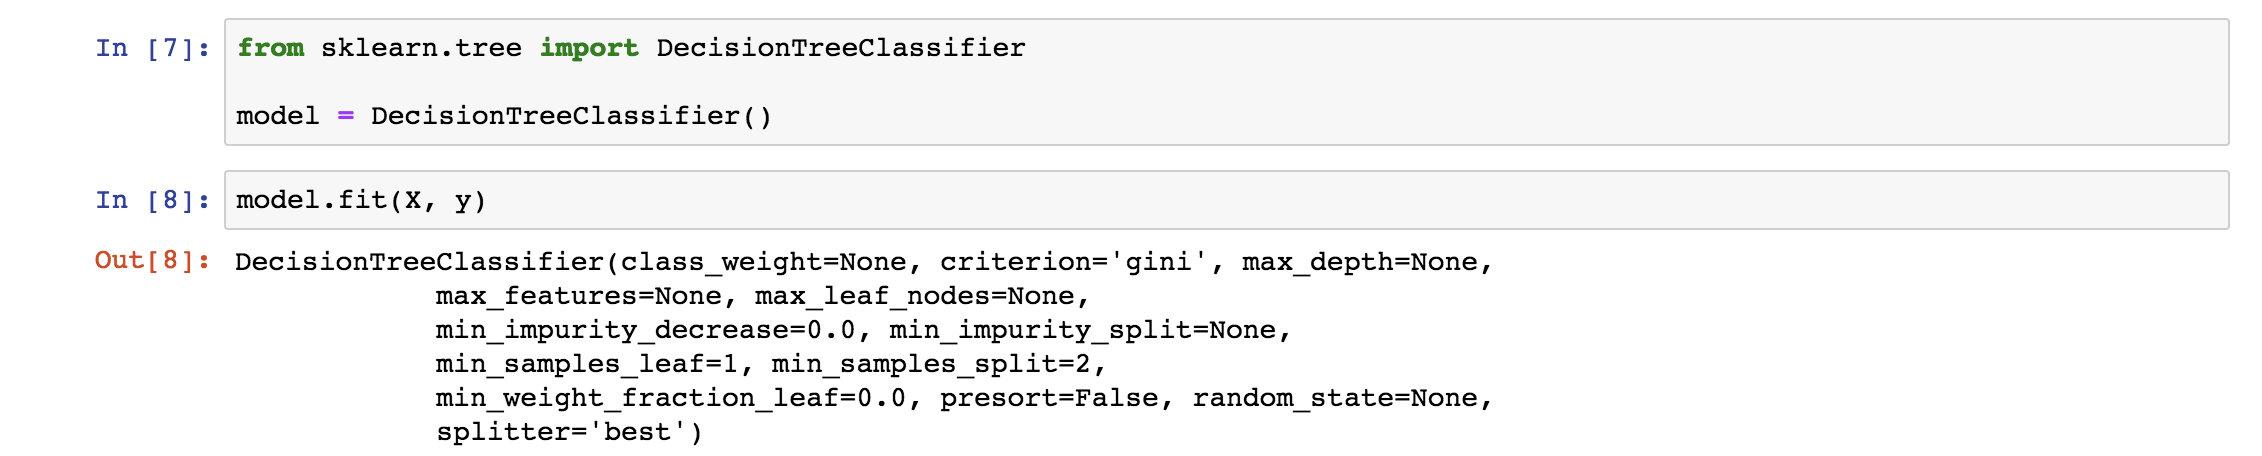 In [7]: from sklearn.tree import DecisionTreeClassifier
model = DecisionTreeClassifier()
In [8]: model.fit(X, y)
Out[8]: DecisionTreeClassifier(class_weight=None, criterion='gini', max_depth=None,
max_features=None, max_leaf_nodes=None,
min_impurity_decrease=0.0, min_impurity_split=None,
min_samples_leaf=1, min_samples_split=2,
min_weight_fraction_leaf=0.0, presort=False, random_state=None,
splitter='best')